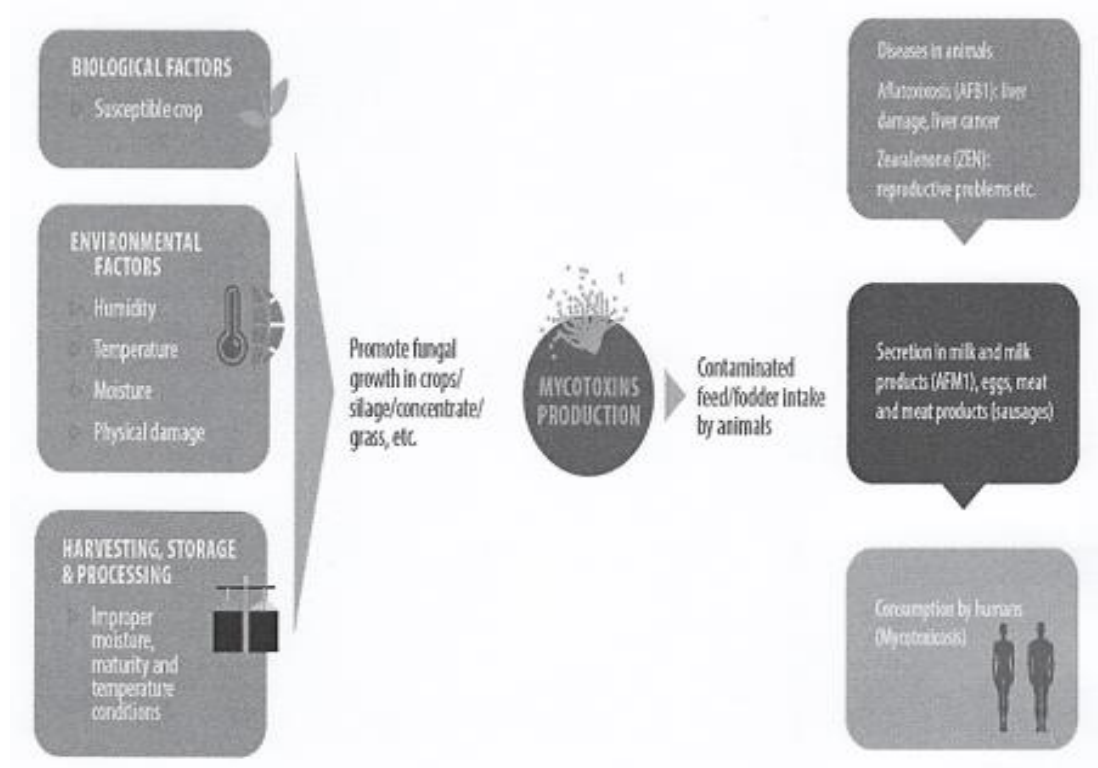 BIOLOGICAL FACTORS
Susceptible crop
ENVIRONMENTAL
FACTORS
Humidity
Temperature
Moisture
Physical damage
HARVESTING, STORAGE
& PROCESSING
Improper
moisture,
maturity and
temperature
conditions
Promote fungal
growth in crops/
silage/concentrate/
grass, etc.
MYCOTOXINS
PRODUCTION
Contaminated
feed/fodder intake
by animals
Diseases in animals
Aflatoxixosis (AFB1): liver
damage, liver cancer
Zearalenone (ZEN):
reproductive problems etc.
Secretion in milk and milk
products (AFM1), eggs, meat
and meat products (sausages)
Consumption by humans
(Mycotoxicosis)